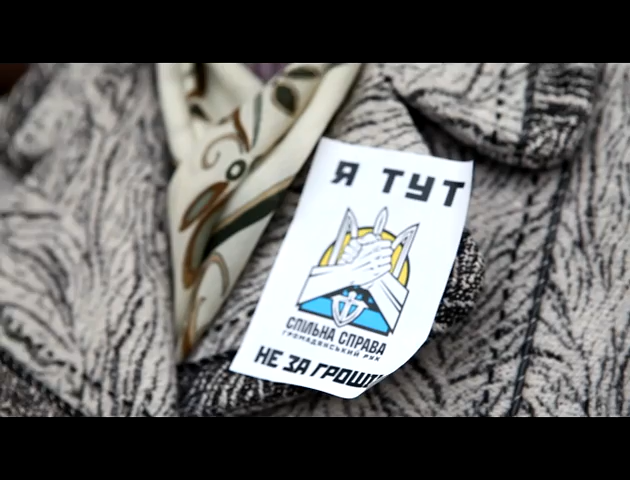 Я ТУТ
СПІЛЬНА СПРАВА
ГРОМАДЯНСЬКИЙ РУХ
НЕ ЗА ГРОШІ